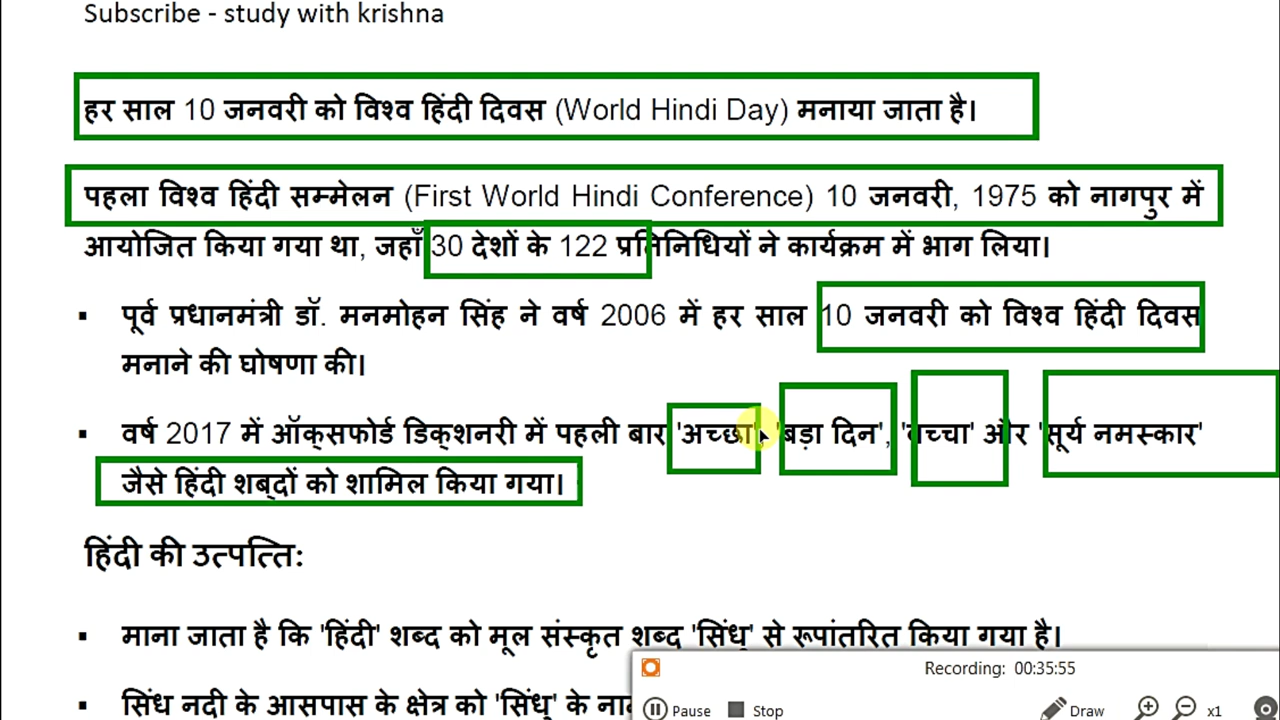 Subscribe - study with krishna
हर साल 10 जनवरी को विश्व हिंदी दिवस (World Hindi Day) मनाया जाता है।
पहला विश्व हिंदी सम्मेलन (First World Hindi Conference) 10 जनवरी, 1975 को नागपुर में
आयोजित किया गया था, जहाँ 30 देशों के 122 प्रतिनिधियों ने कार्यक्रम में भाग लिया।
▪ पूर्व प्रधानमंत्री डॉ. मनमोहन सिंह ने वर्ष 2006 में हर साल 10 जनवरी को विश्व हिंदी दिवस
मनाने की घोषणा की।
▪ वर्ष 2017 में ऑक्सफोर्ड डिक्शनरी में पहली बार 'अच्छा', 'बड़ा दिन', 'बच्चा' और 'सूर्य नमस्कार'
जैसे हिंदी शब्दों को शामिल किया गया।
हिंदी की उत्पत्ति:
▪ माना जाता है कि 'हिंदी' शब्द को मूल संस्कृत शब्द 'सिंधु' से रूपांतरित किया गया है।
▪ सिंध नदी के आसपास के क्षेत्र को 'सिंधु' के
Recording: 00:35:55
Pause Stop Draw x1